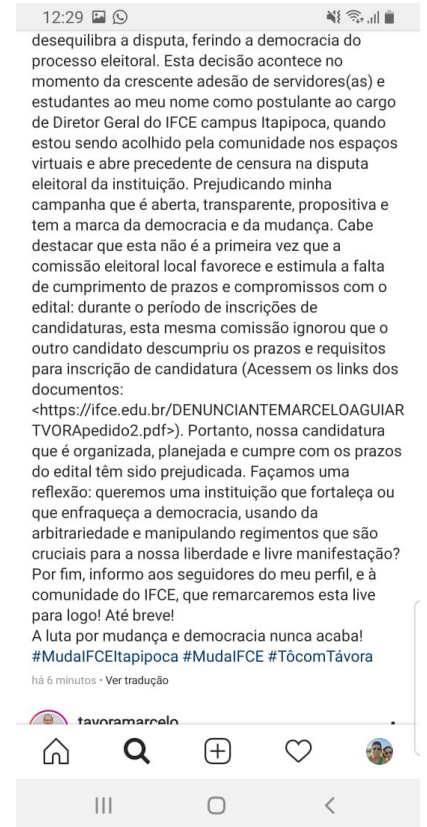 12:29
desequilibra a disputa, ferindo a democracia do
processo eleitoral. Esta decisão acontece no
momento da crescente adesão de servidores(as) e
estudantes ao meu nome como postulante ao cargo
de Diretor Geral do IFCE campus Itapipoca, quando
estou sendo acolhido pela comunidade nos espaços
virtuais e abre precedente de censura na disputa
eleitoral da instituição. Prejudicando minha
campanha que é aberta, transparente, propositiva e
tem a marca da democracia e da mudança. Cabe
destacar que esta não é a primeira vez que a
comissão eleitoral local favorece e estimula a falta
de cumprimento de prazos e compromissos com o
edital: durante o período de inscrições de
candidaturas, esta mesma comissão ignorou que o
outro candidato descumpriu os prazos e requisitos
para inscrição de candidatura (Acessem os links dos
documentos:
<https://ifce.edu.br/DENUNCIANTEMARCELOAGUIAR
TVORApedido2.pdf>). Portanto, nossa candidatura
que é organizada, planejada e cumpre com os prazos
do edital têm sido prejudicada. Façamos uma
reflexão: queremos uma instituição que fortaleça ou
que enfraqueça a democracia, usando da
arbitrariedade e manipulando regimentos que são
cruciais para a nossa liberdade e livre manifestação?
Por fim, informo aos seguidores do meu perfil, e à
comunidade do IFCE, que remarcaremos esta live
para logo! Até breve!
A luta por mudança e democracia nunca acaba!
#MudaIFCEItapipoca #MudaIFCE #TôcomTávora
há 6 minutos • Ver tradução
tavoramarcelo